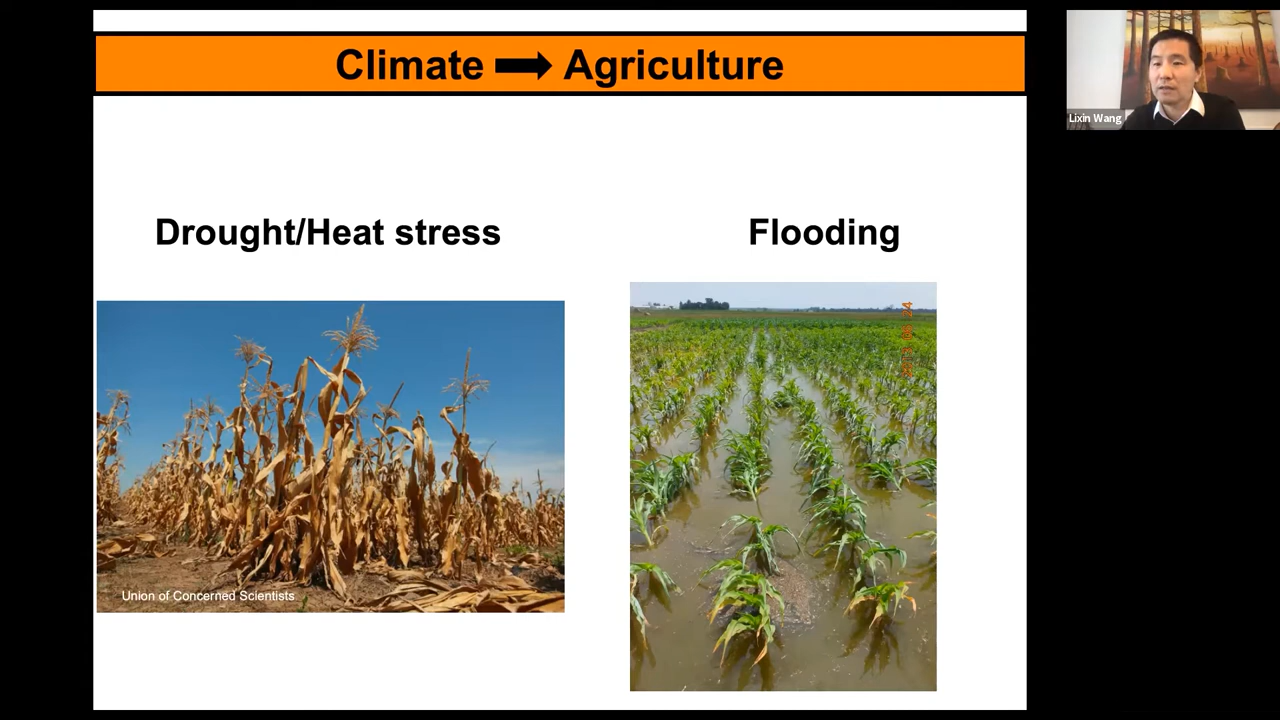 Climate ➡ Agriculture
Lixin Wang
Drought/Heat stress
Flooding
Union of Concerned Scientists